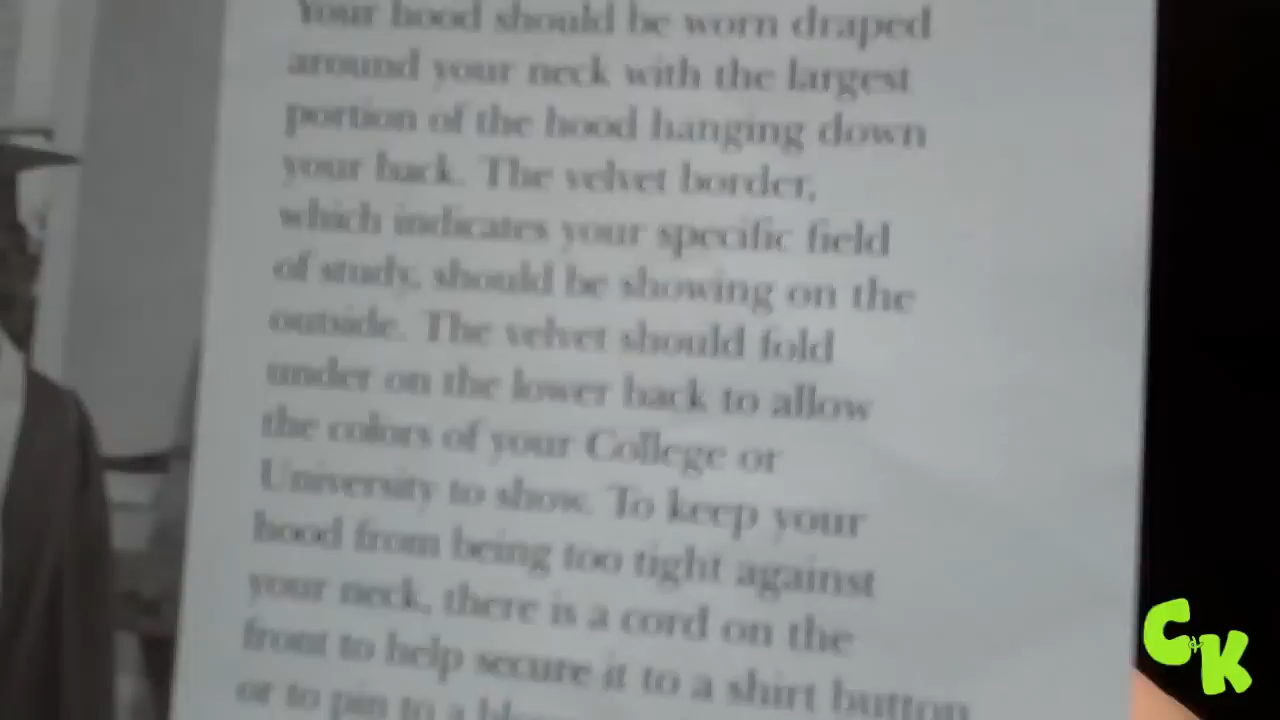 Your hood should be worn draped
around your neck with the largest
portion of the hood hanging down
your back. The velvet border,
which indicates your specific field
of study, should be showing on the
outside. The velvet should fold
under on the lower back to allow
the colors of your College or
University to show. To keep your
hood from being too tight against
your neck, there is a cord on the
front to help secure it to a shirt button
or to pin to a
C&K